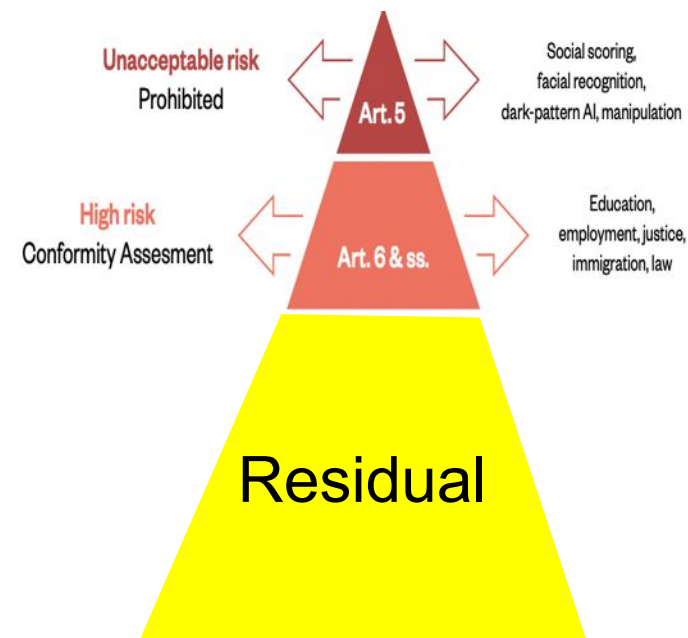 Unacceptable risk
Prohibited
Art. 5
Social scoring,
facial recognition,
dark-pattern AI, manipulation
High risk
Conformity Assesment
Art. 6 & ss.
Education,
employment, justice,
immigration, law
Residual